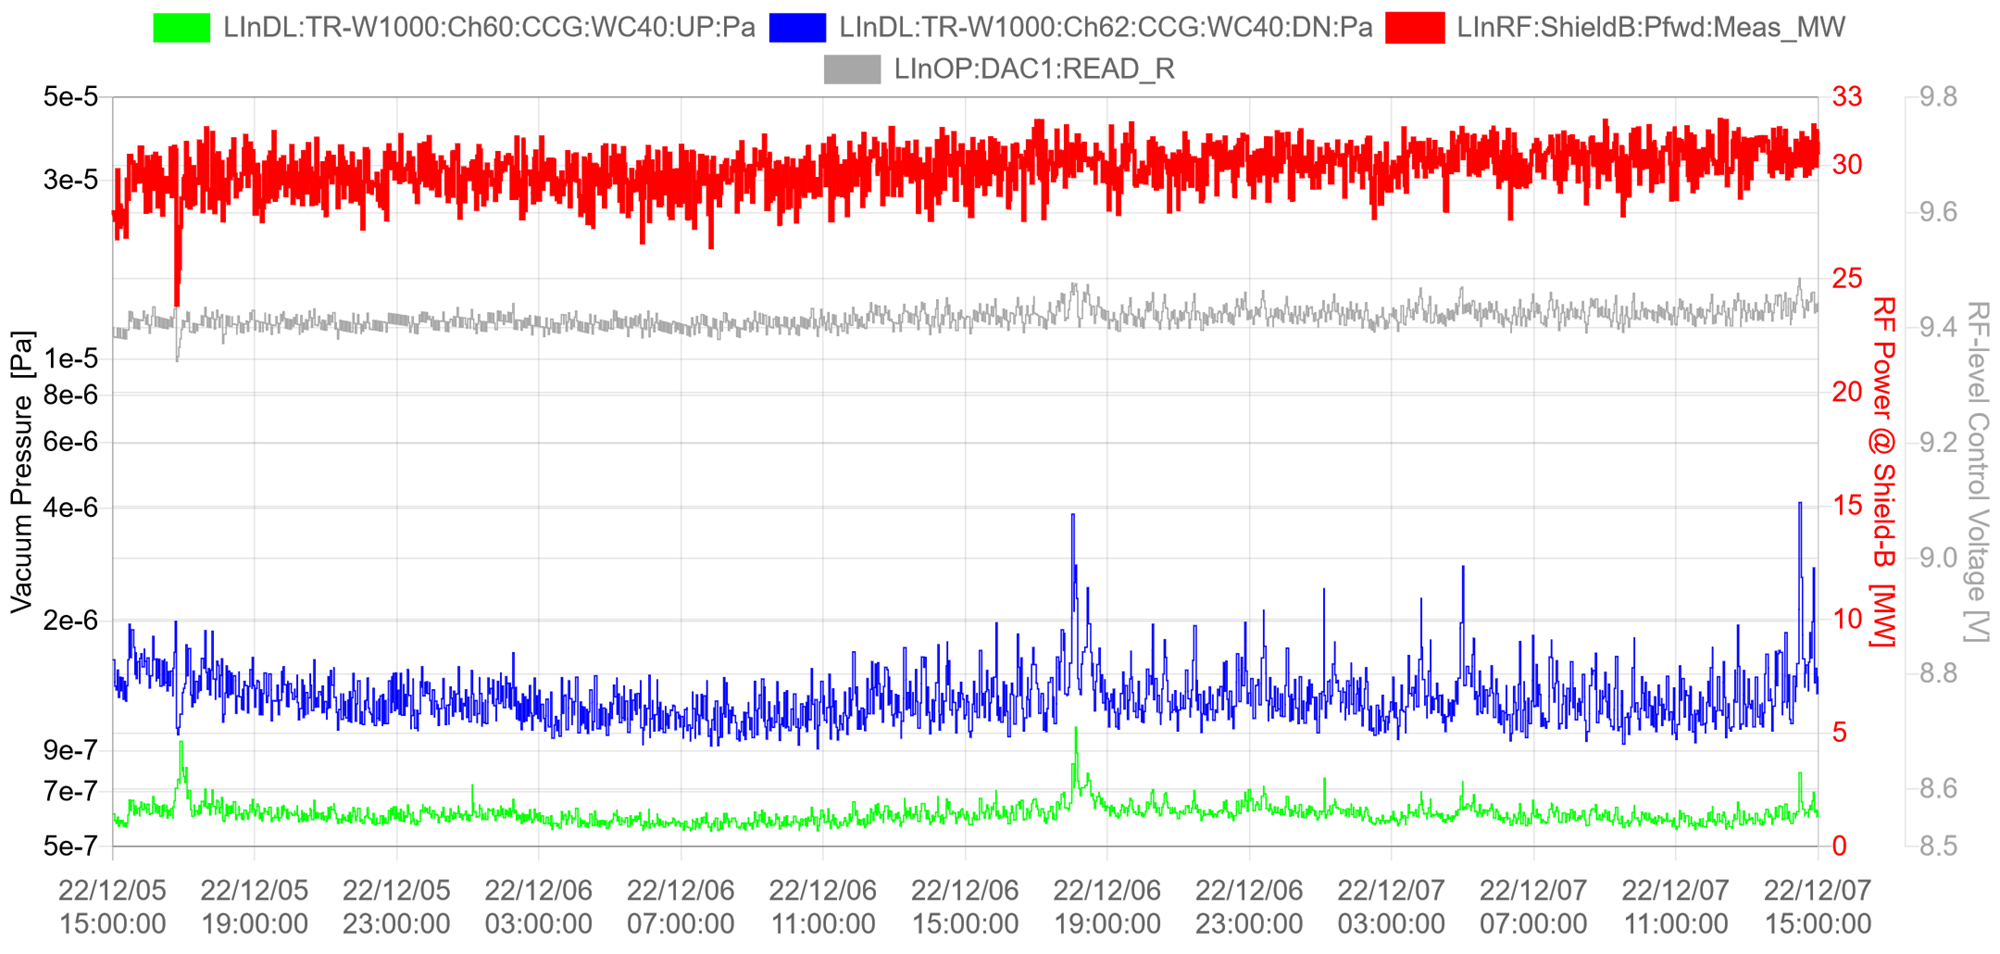 LInDL:TR-W1000:Ch60:CCG:WC40:UP:Pa LInDL:TR-W1000:Ch62:CCG:WC40:DN:Pa LInRF:ShieldB:Pfwd:Meas_MW
LInOP:DAC1:READ_R
Vacuum Pressure [Pa]
5e-5
3e-5
1e-5
8e-6
6e-6
4e-6
2e-6
9e-7
7e-7
5e-7
33
30
25
20
15
10
5
0
RF Power @ Shield-B [MW]
9.8
9.6
9.4
9.2
9.0
8.8
8.6
8.5
RF-level Control Voltage [V]
22/12/05 22/12/05 22/12/05 22/12/06 22/12/06 22/12/06 22/12/06 22/12/06 22/12/06 22/12/07 22/12/07 22/12/07 22/12/07
15:00:00 19:00:00 23:00:00 03:00:00 07:00:00 11:00:00 15:00:00 19:00:00 23:00:00 03:00:00 07:00:00 11:00:00 15:00:00